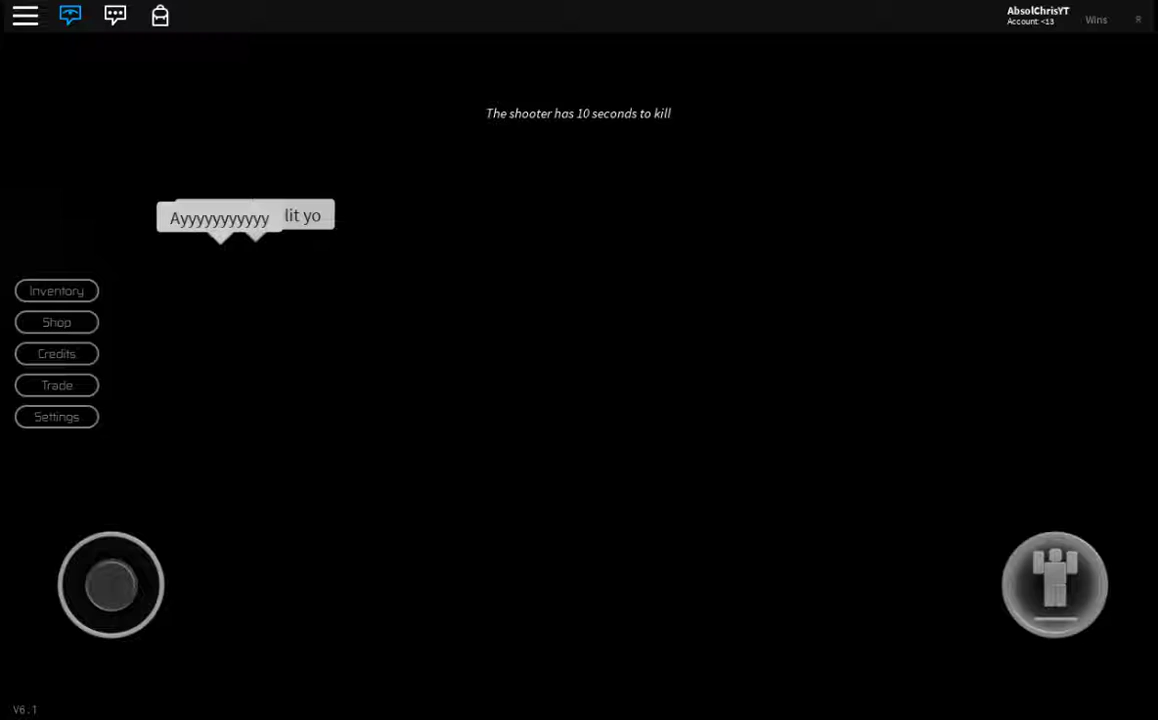 AbsolChrisYT
Account: <13
Wins
R
The shooter has 10 seconds to kill
Ayyyyyyyyyyy
lit yo
Inventory
Shop
Credits
Trade
Settings
V6.1